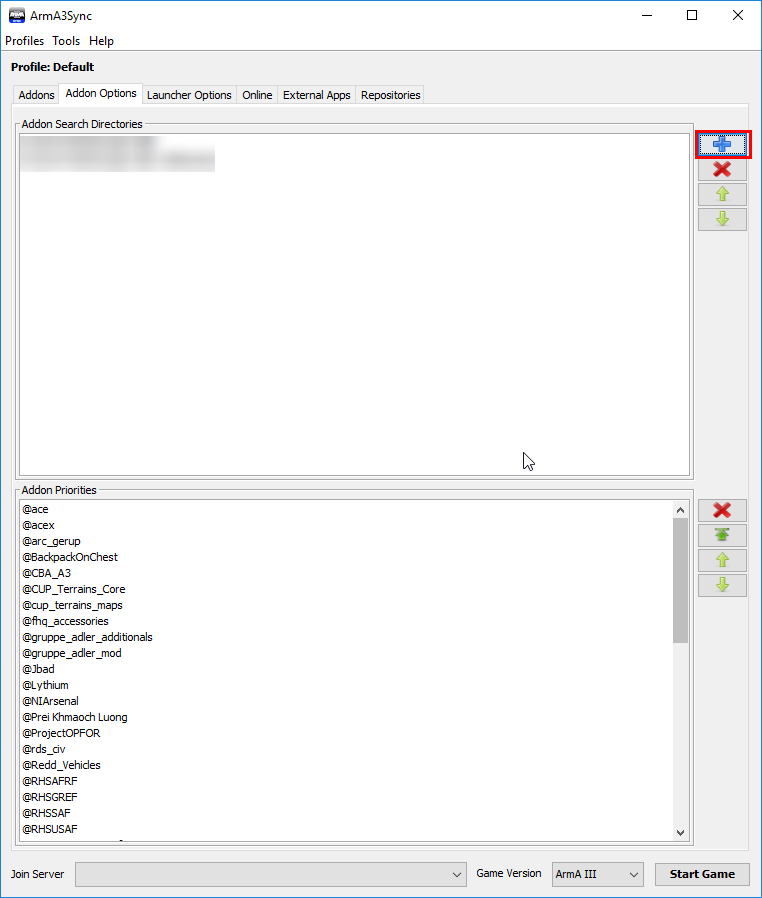 ArmA3Sync
Profiles Tools Help
Profile: Default
Addons Addon Options Launcher Options Online External Apps Repositories
Addon Search Directories
Addon Priorities
@ace
@acex
@arc_gerup
@BackpackOnChest
@CBA_A3
@CUP_Terrains_Core
@cup_terrains_maps
@fhq_accessories
@gruppe_adler_additionals
@gruppe_adler_mod
@Jbad
@Lythium
@NIArsenal
@Prei Khmaoch Luong
@ProjectOPFOR
@rds_civ
@Redd_Vehicles
@RHSAFRF
@RHSGREF
@RHSSAF
@RHSUSAF
Join Server Game Version ArmA III Start Game